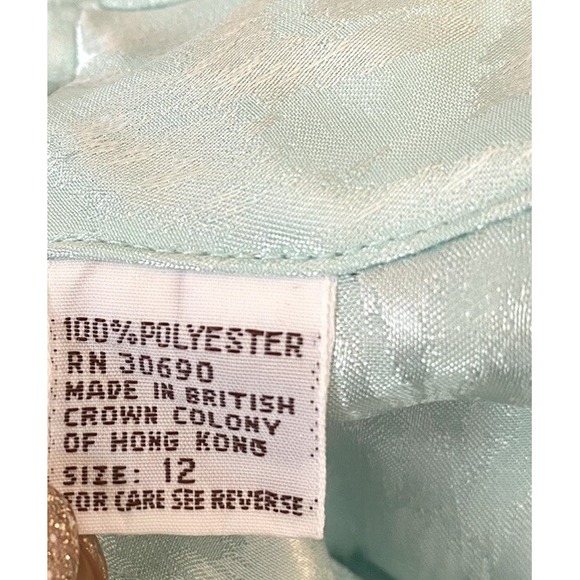 100% POLYESTER
RN 30690
MADE IN BRITISH
CROWN COLONY
OF HONG KONG
SIZE: 12
FOR CARE SEE REVERSE